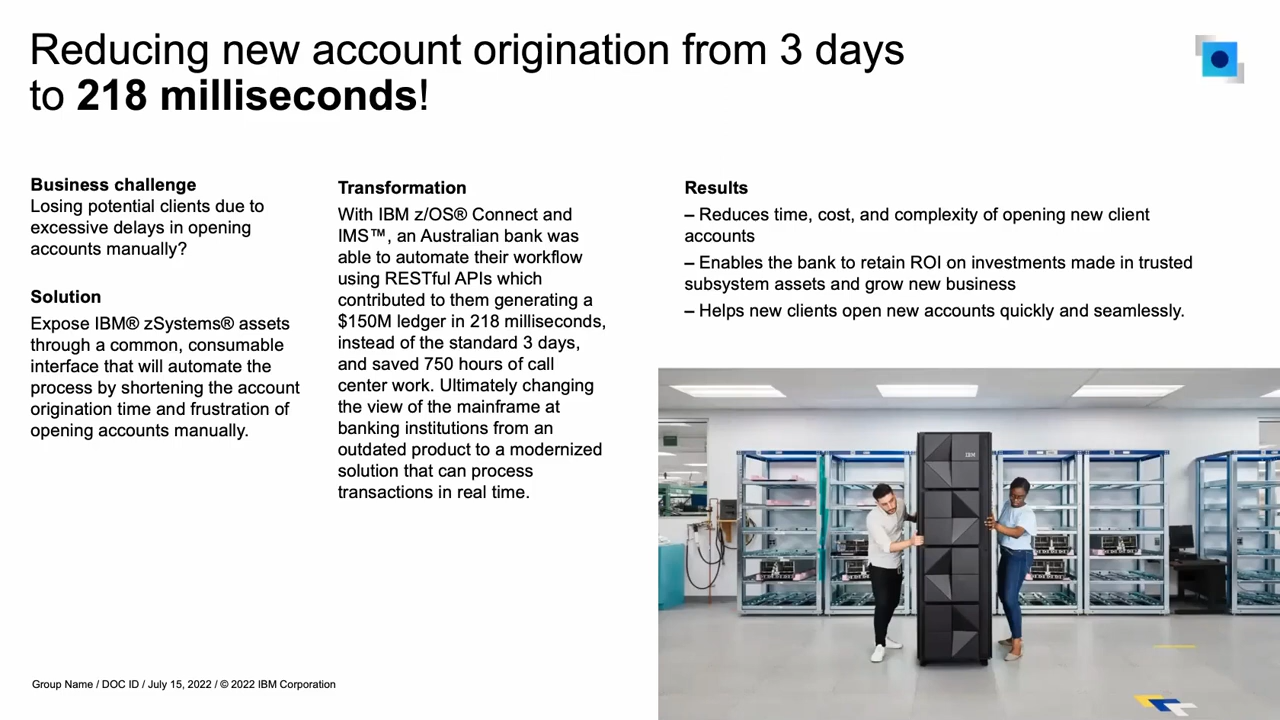 Reducing new account origination from 3 days
to 218 milliseconds!
Business challenge
Losing potential clients due to
excessive delays in opening
accounts manually?
Solution
Expose IBM® zSystems® assets
through a common, consumable
interface that will automate the
process by shortening the account
origination time and frustration of
opening accounts manually.
Transformation
With IBM z/OS® Connect and
IMS™, an Australian bank was
able to automate their workflow
using RESTful APIs which
contributed to them generating a
$150M ledger in 218 milliseconds,
instead of the standard 3 days,
and saved 750 hours of call
center work. Ultimately changing
the view of the mainframe at
banking institutions from an
outdated product to a modernized
solution that can process
transactions in real time.
Results
– Reduces time, cost, and complexity of opening new client
accounts
– Enables the bank to retain ROI on investments made in trusted
subsystem assets and grow new business
– Helps new clients open new accounts quickly and seamlessly.
IBM
Group Name / DOC ID / July 15, 2022 / © 2022 IBM Corporation